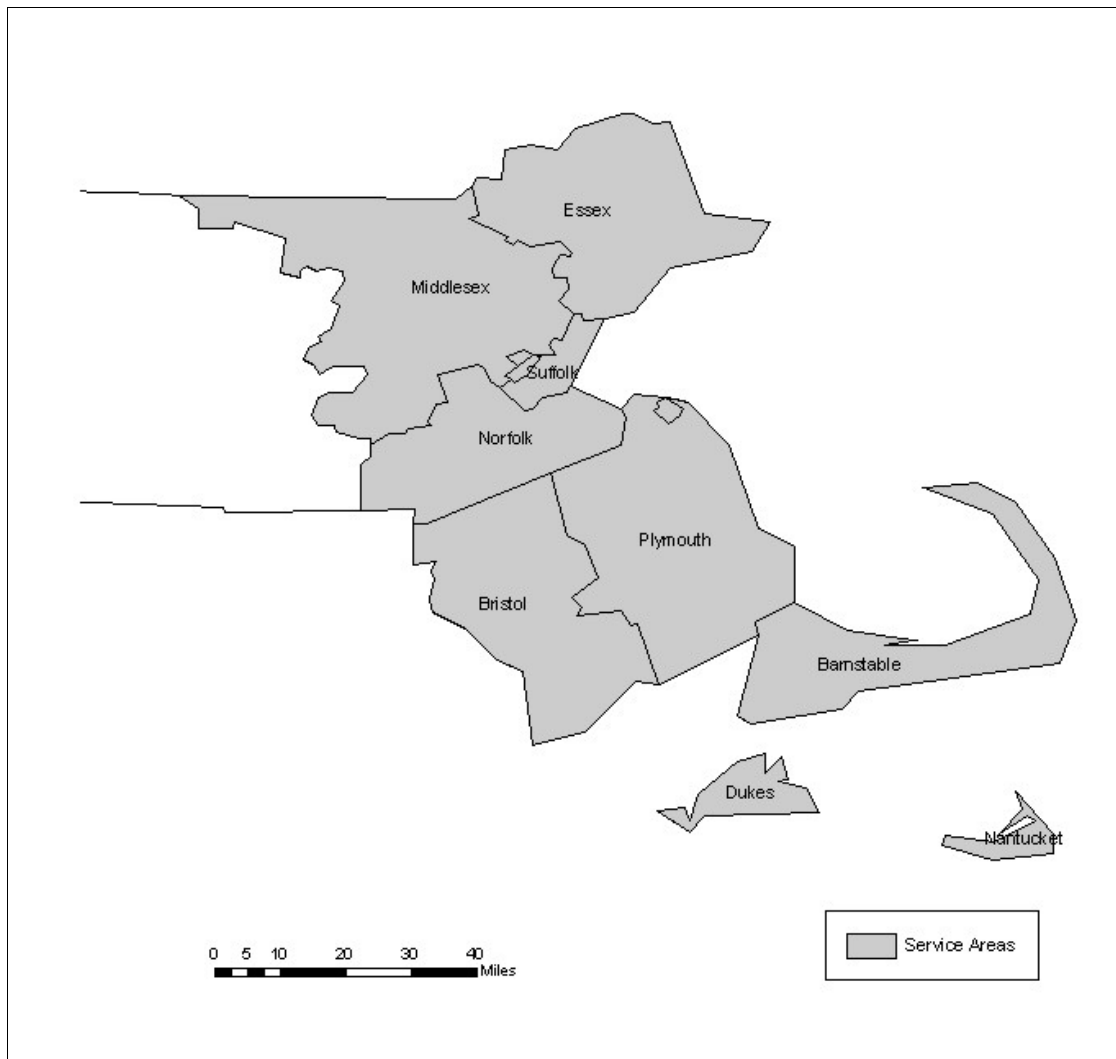 Essex
Middlesex
Suffolk
Norfolk
Plymouth
Bristol
Barnstable
Dukes
Nantucket
Service Areas
0 5 10 20 30 40
Miles